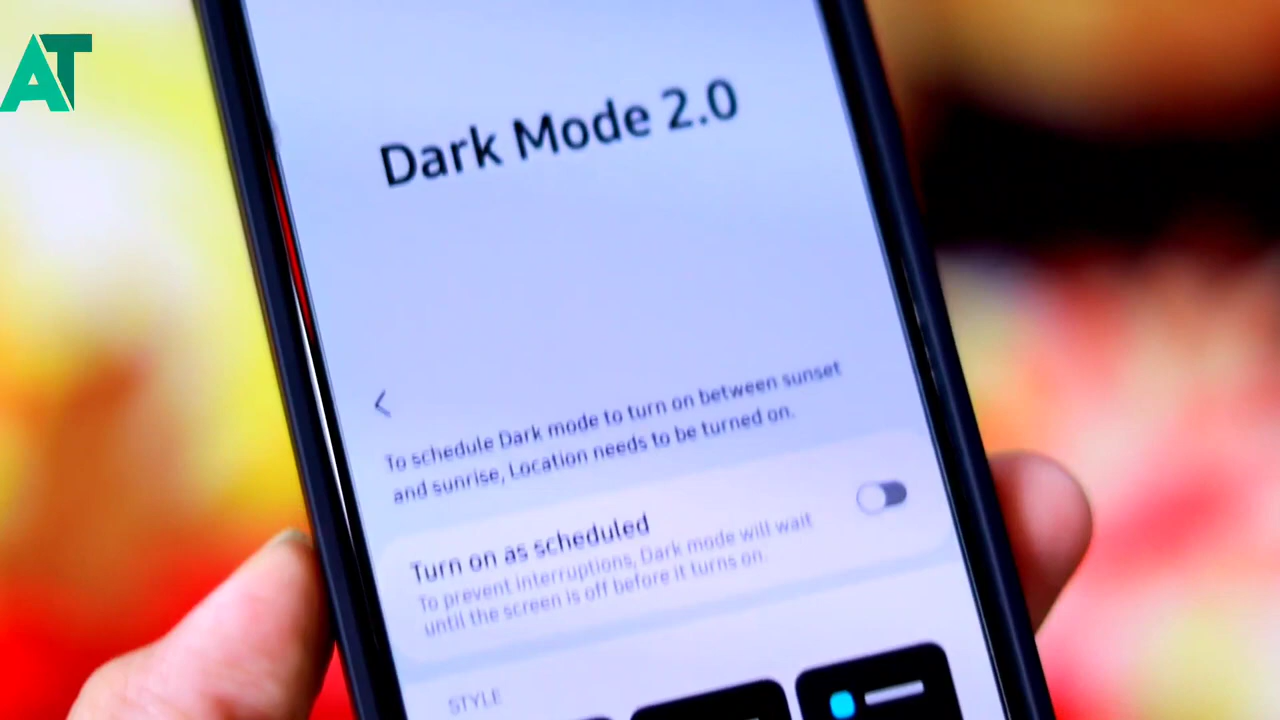 AT
Dark Mode 2.0
To schedule Dark mode to turn on between sunset
and sunrise, Location needs to be turned on.
Turn on as scheduled
To prevent interruptions, Dark mode will wait
until the screen is off before it turns on.
STYLE